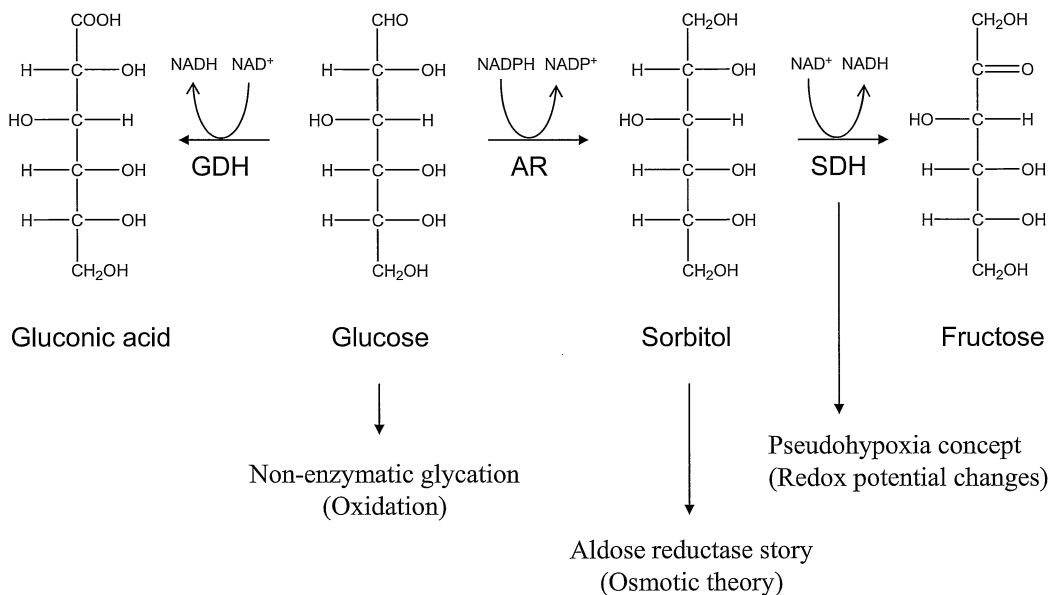 COOH
H—C—OH
HO—C—H
H—C—OH
H—C—OH
CH₂OH
NADH NAD⁺
GDH
CHO
H—C—OH
HO—C—H
H—C—OH
H—C—OH
CH₂OH
NADPH NADP⁺
AR
CH₂OH
H—C—OH
HO—C—H
H—C—OH
H—C—OH
CH₂OH
NAD⁺ NADH
SDH
CH₂OH
C=O
HO—C—H
H—C—OH
H—C—OH
CH₂OH
Gluconic acid
Glucose
Sorbitol
Fructose
Non-enzymatic glycation
(Oxidation)
Aldose reductase story
(Osmotic theory)
Pseudohypoxia concept
(Redox potential changes)